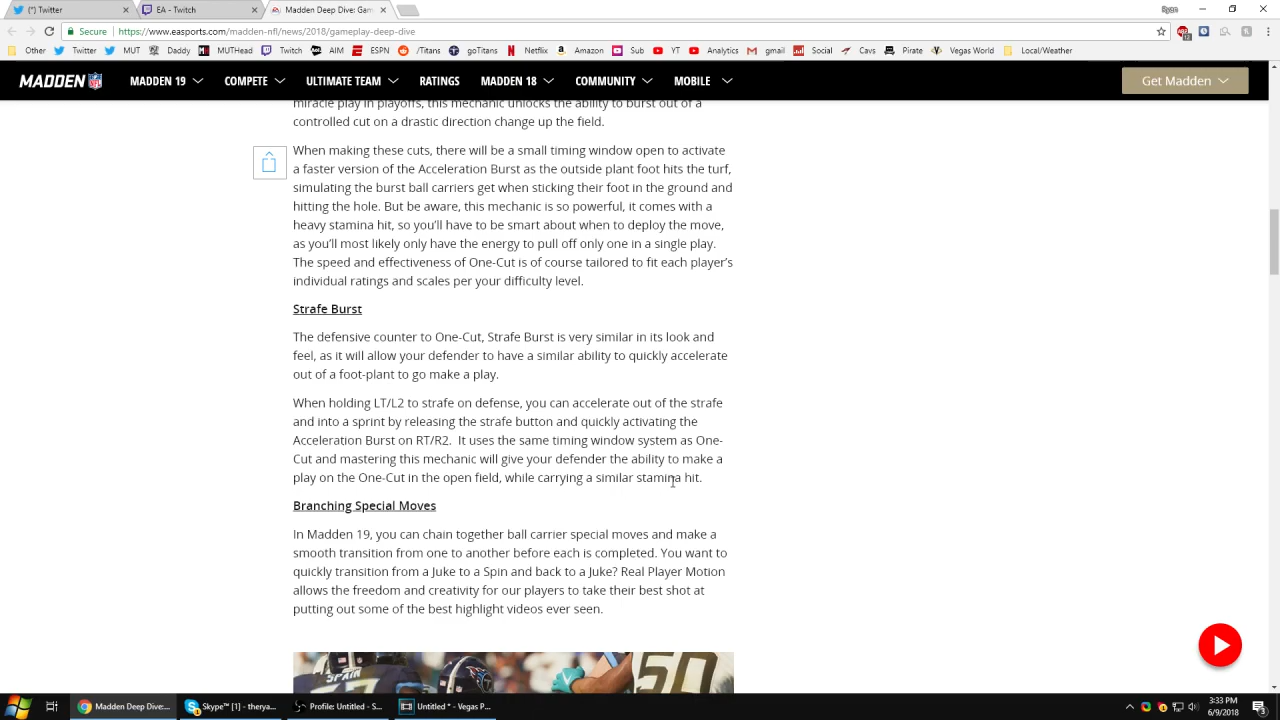 (*) Twitter
EA - Twitch
Madden Deep Dive: Gam
Ryan
Secure
https://www.easports.com/madden-nfl/news/2018/gameplay-deep-dive
Other Twitter MUT Daddy MUTHead Twitch AIM ESPN /Titans goTitans Netflix Amazon Sub YT Analytics gmail Social Cavs Pirate Vegas World Local/Weather
MADDEN MADDEN 19 COMPETE ULTIMATE TEAM RATINGS MADDEN 18 COMMUNITY MOBILE Get Madden
miracle play in playoffs, this mechanic unlocks the ability to burst out of a
controlled cut on a drastic direction change up the field.
When making these cuts, there will be a small timing window open to activate
a faster version of the Acceleration Burst as the outside plant foot hits the turf,
simulating the burst ball carriers get when sticking their foot in the ground and
hitting the hole. But be aware, this mechanic is so powerful, it comes with a
heavy stamina hit, so you'll have to be smart about when to deploy the move,
as you'll most likely only have the energy to pull off only one in a single play.
The speed and effectiveness of One-Cut is of course tailored to fit each player's
individual ratings and scales per your difficulty level.
Strafe Burst
The defensive counter to One-Cut, Strafe Burst is very similar in its look and
feel, as it will allow your defender to have a similar ability to quickly accelerate
out of a foot-plant to go make a play.
When holding LT/L2 to strafe on defense, you can accelerate out of the strafe
and into a sprint by releasing the strafe button and quickly activating the
Acceleration Burst on RT/R2.  It uses the same timing window system as One-
Cut and mastering this mechanic will give your defender the ability to make a
play on the One-Cut in the open field, while carrying a similar stamina hit.
Branching Special Moves
In Madden 19, you can chain together ball carrier special moves and make a
smooth transition from one to another before each is completed. You want to
quickly transition from a Juke to a Spin and back to a Juke? Real Player Motion
allows the freedom and creativity for our players to take their best shot at
putting out some of the best highlight videos ever seen.
SPAIN
50
Madden Deep Dive:... Skype™ [1] - therya... Profile: Untitled - S... Untitled * - Vegas P...
3:33 PM
6/9/2018